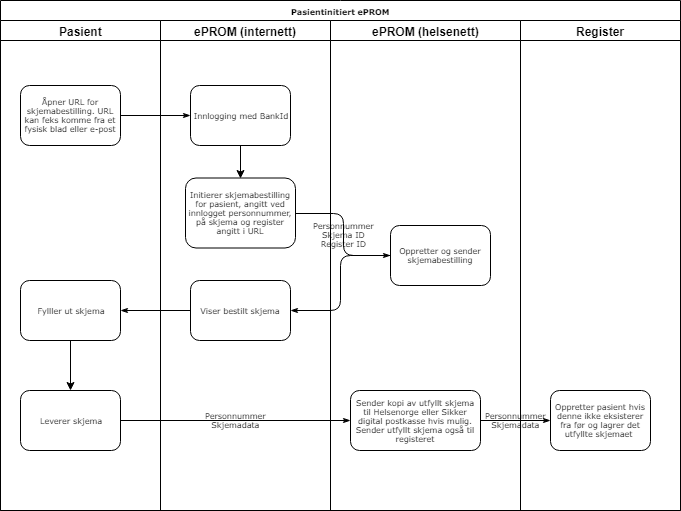 Pasientinitiert ePROM
Pasient
ePROM (internett)
ePROM (helsenett)
Register
Åpner URL for
skjemabestilling. URL
kan feks komme fra et
fysisk blad eller e-post
Innlogging med BankId
Initierer skjemabestilling
for pasient, angitt ved
innlogget personnummer,
på skjema og register
angitt i URL
Personnummer
Skjema ID
Register ID
Oppretter og sender
skjemabestilling
Viser bestilt skjema
Fylller ut skjema
Leverer skjema
Personnummer
Skjemadata
Sender kopi av utfyllt skjema
til Helsenorge eller Sikker
digital postkasse hvis mulig.
Sender utfyllt skjema også til
registeret
Personnummer
Skjemadata
Oppretter pasient hvis
denne ikke eksisterer
fra før og lagrer det
utfyllte skjemaet